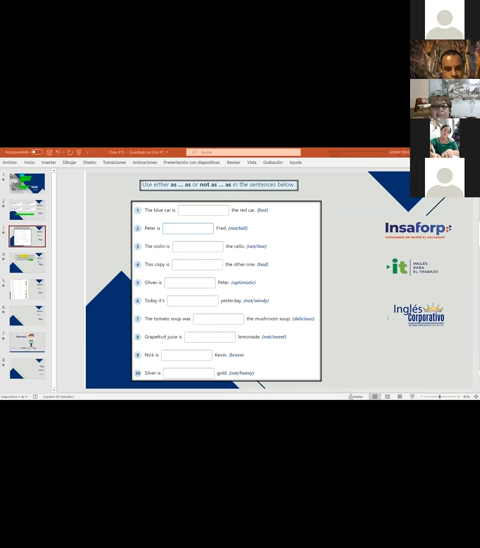 Archivo Inicio Insertar Dibujar Diseño Transiciones Animaciones Presentación con diapositivas Revisar Vista Grabación Ayuda
Use either as ... as or not as ... as in the sentences below.
1 The blue car is the red car. (fast)
2 Peter is Fred. (not/tall)
3 The violin is the cello. (not/low)
4 This copy is the other one. (bad)
5 Oliver is Peter. (optimistic)
6 Today it's yesterday. (not/windy)
7 The tomato soup was the mushroom soup. (delicious)
8 Grapefruit juice is lemonade. (not/sweet)
9 Nick is Kevin. (brave)
10 Silver is gold. (not/heavy)
Insaforp
it INGLÉS
PARA
EL TRABAJO
Inglés
Corporativo